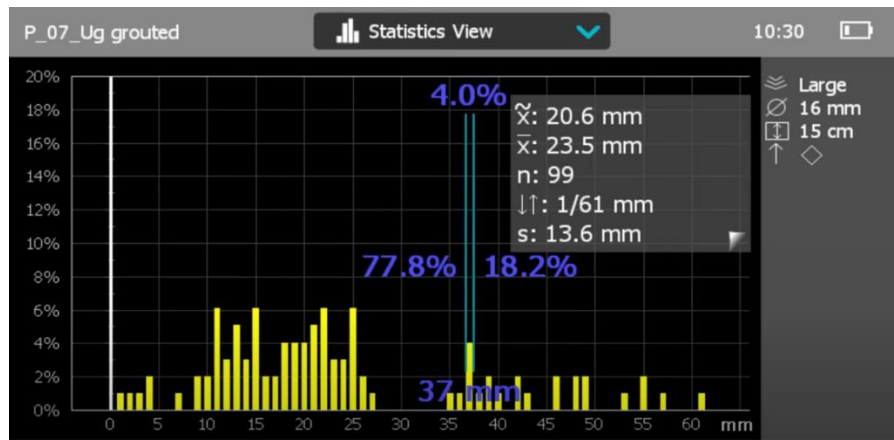 P_07_Ug grouted
Statistics View
10:30
20%
18%
16%
14%
12%
10%
8%
6%
4%
2%
0%
4.0%
77.8%
18.2%
37 mm
x̃: 20.6 mm
x̅: 23.5 mm
n: 99
↓↑: 1/61 mm
s: 13.6 mm
0 5 10 15 20 25 30 35 40 45 50 55 60 mm
Large
16 mm
15 cm